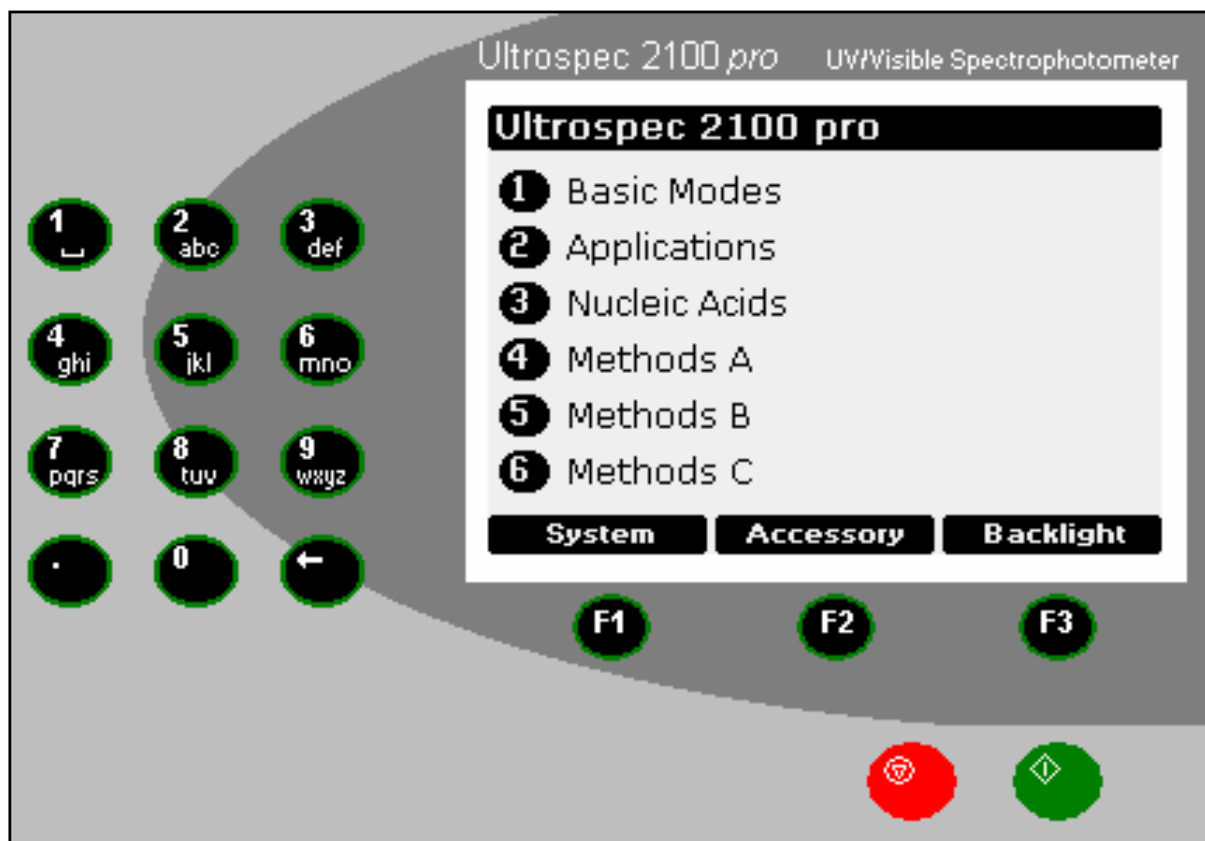 Ultrospec 2100 pro UV/Visible Spectrophotometer
Ultrospec 2100 pro
1 Basic Modes
2 Applications
3 Nucleic Acids
4 Methods A
5 Methods B
6 Methods C
System Accessory Backlight
1 2 3
abc def
4 5 6
ghi jkl mno
7 8 9
pqrs tuv wxyz
. 0 ←
F1 F2 F3